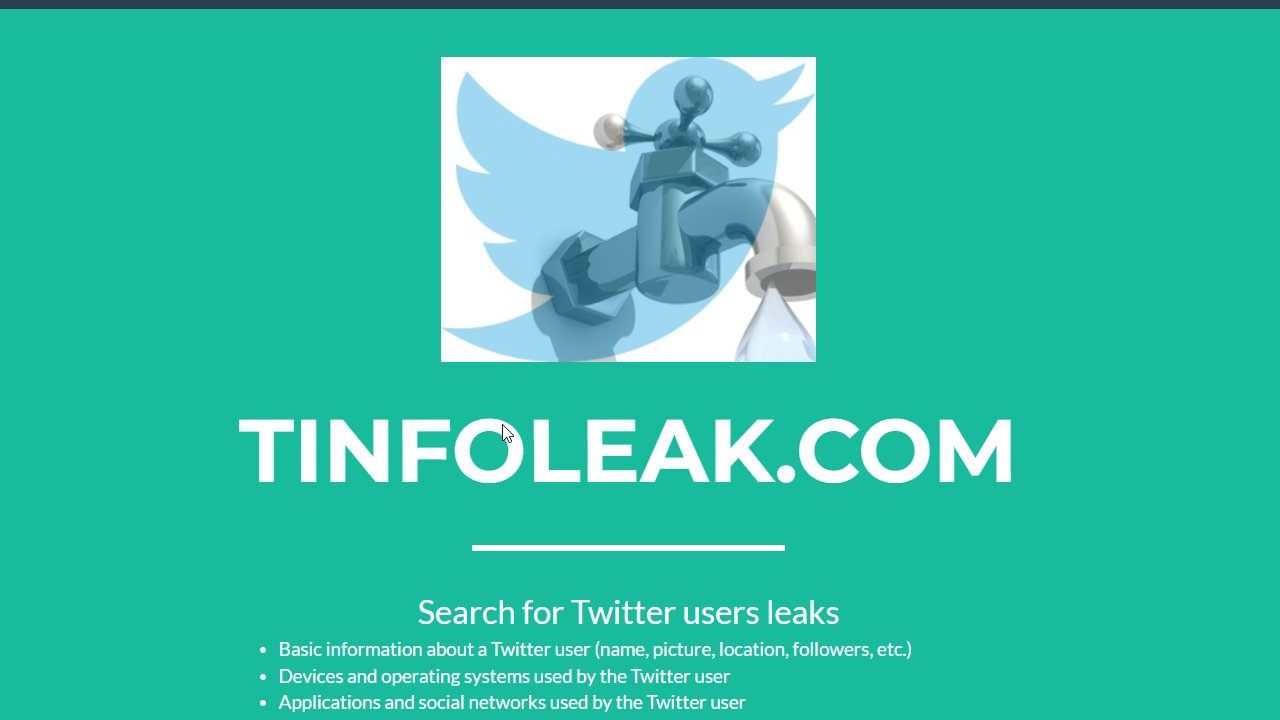 TINFOLEAK.COM
Search for Twitter users leaks
• Basic information about a Twitter user (name, picture, location, followers, etc.)
• Devices and operating systems used by the Twitter user
• Applications and social networks used by the Twitter user